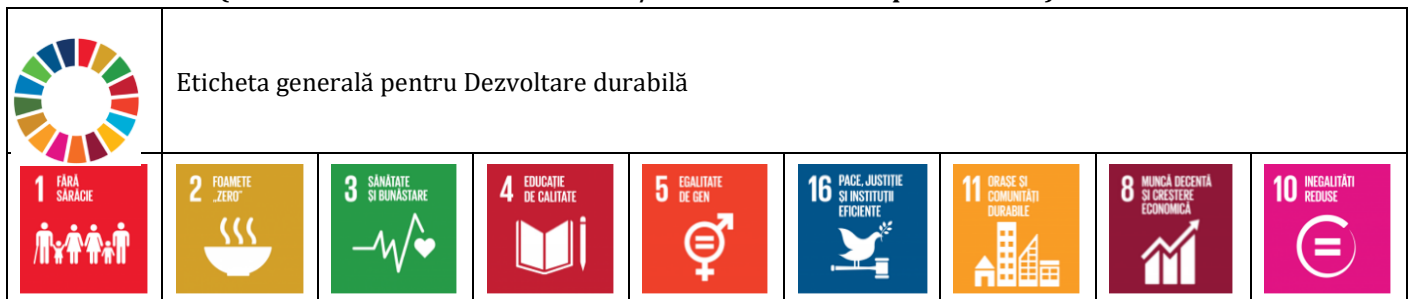 Eticheta generală pentru Dezvoltare durabilă
1 FĂRĂ
SĂRĂCIE
2 FOAMETE
„ZERO”
3 SĂNĂTATE
ȘI BUNĂSTARE
4 EDUCAȚIE
DE CALITATE
5 EGALITATE
DE GEN
16 PACE, JUSTIȚIE
ȘI INSTITUȚII
EFICIENTE
11 ORAȘE ȘI
COMUNITĂȚI
DURABILE
8 MUNCĂ DECENTĂ
ȘI CREȘTERE
ECONOMICĂ
10 INEGALITĂȚI
REDUSE